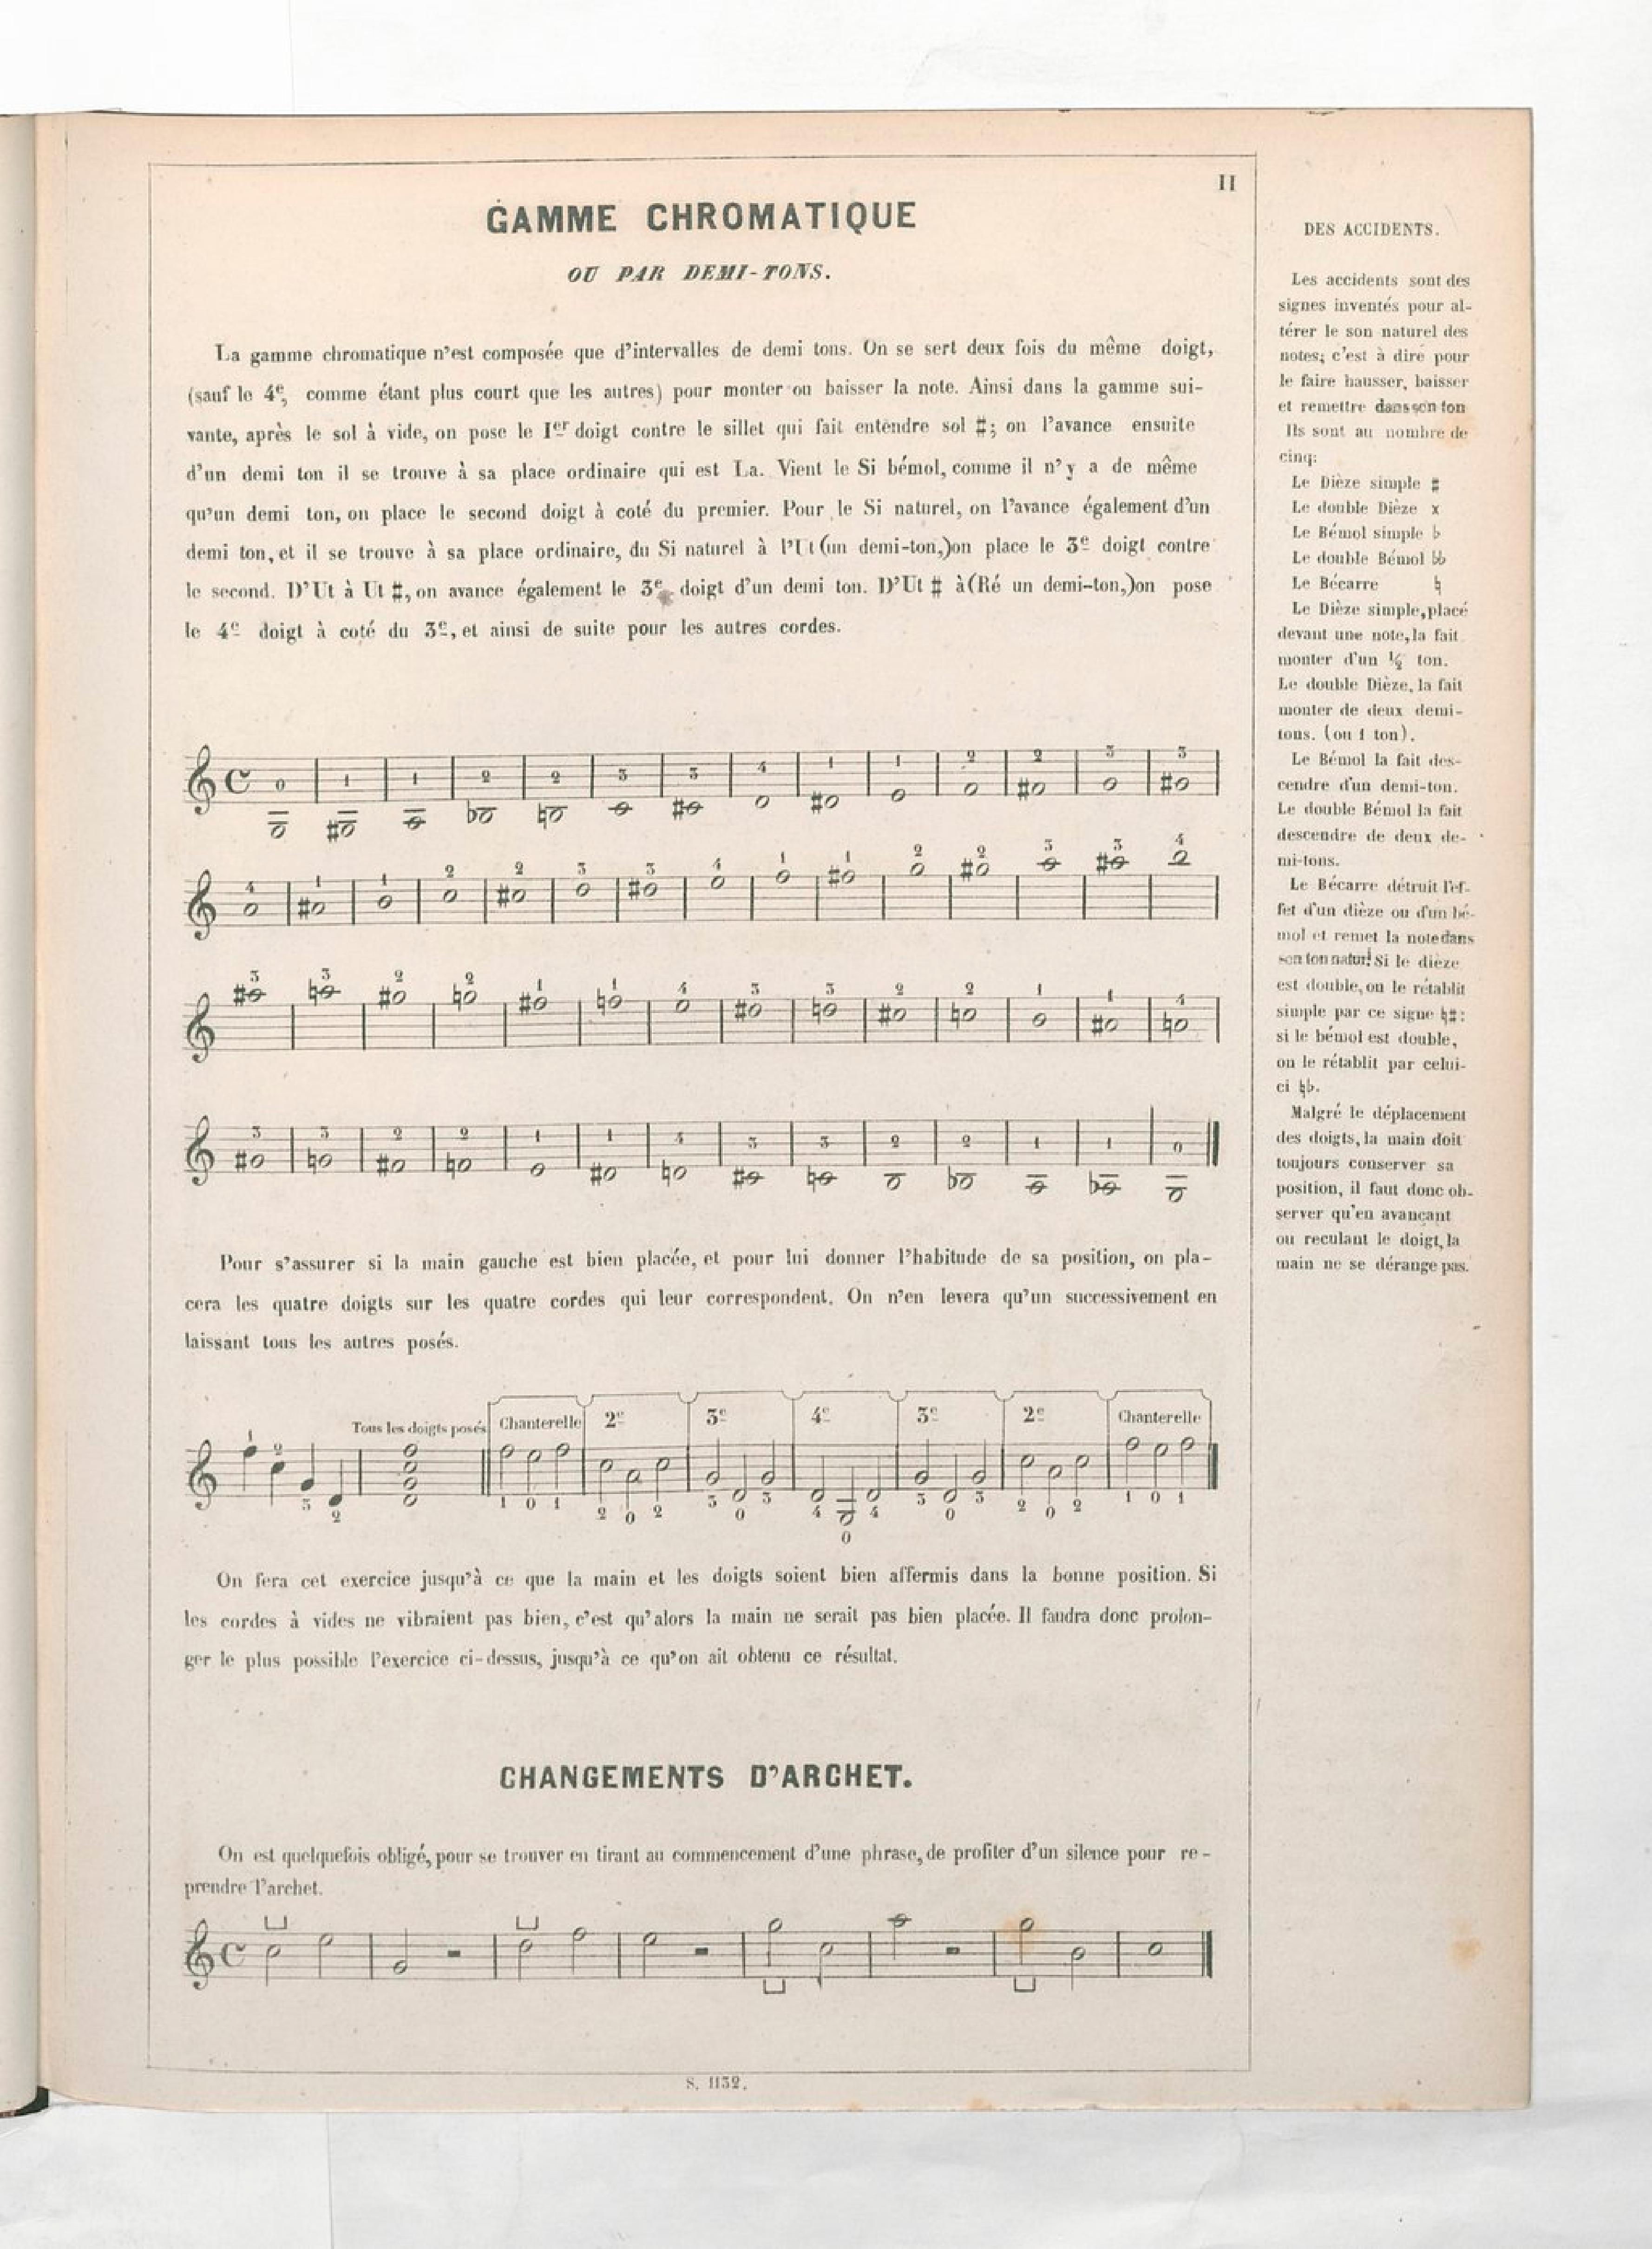 II
GAMME CHROMATIQUE
OU PAR DEMI-TONS.
La gamme chromatique n'est composée que d'intervalles de demi tons. On se sert deux fois du même doigt,
(sauf le 4e, comme étant plus court que les autres) pour monter ou baisser la note. Ainsi dans la gamme sui-
vante, après le sol à vide, on pose le Ier doigt contre le sillet qui fait entendre sol ♯; on l'avance ensuite
d'un demi ton il se trouve à sa place ordinaire qui est La. Vient le Si bémol, comme il n'y a de même
qu'un demi ton, on place le second doigt à coté du premier. Pour le Si naturel, on l'avance également d'un
demi ton, et il se trouve à sa place ordinaire, du Si naturel à l'Ut (un demi-ton,) on place le 3e doigt contre
le second. D'Ut à Ut ♯, on avance également le 3e doigt d'un demi ton. D'Ut ♯ à (Ré un demi-ton,) on pose
le 4e doigt à coté du 3e, et ainsi de suite pour les autres cordes.
0 1 1 2 2 3 3 4 1 1 2 2 3 3
4 1 1 2 2 3 3 4 1 1 2 2 3 3 4
3 3 2 2 1 1 4 3 3 2 2 1 1 4
3 3 2 2 1 1 4 3 3 2 2 1 1 0
Pour s'assurer si la main gauche est bien placée, et pour lui donner l'habitude de sa position, on pla-
cera les quatre doigts sur les quatre cordes qui leur correspondent. On n'en levera qu'un successivement en
laissant tous les autres posés.
Tous les doigts posés Chanterelle 2e 3e 4e 3e 2e Chanterelle
1 2 3 2 1 0 1 2 0 2 3 0 3 4 0 4 3 0 3 2 0 2 1 0 1
On fera cet exercice jusqu'à ce que la main et les doigts soient bien affermis dans la bonne position. Si
les cordes à vides ne vibraient pas bien, c'est qu'alors la main ne serait pas bien placée. Il faudra donc prolon-
ger le plus possible l'exercice ci-dessus, jusqu'à ce qu'on ait obtenu ce résultat.
CHANGEMENTS D'ARCHET.
On est quelquefois obligé, pour se trouver en tirant au commencement d'une phrase, de profiter d'un silence pour re-
prendre l'archet.
S. 1132.
DES ACCIDENTS.
Les accidents sont des
signes inventés pour al-
térer le son naturel des
notes; c'est à dire pour
le faire hausser, baisser
et remettre dans son ton
Ils sont au nombre de
cinq:
Le Dièze simple ♯
Le double Dièze x
Le Bémol simple ♭
Le double Bémol ♭♭
Le Bécarre ♮
Le Dièze simple, placé
devant une note, la fait
monter d'un ½ ton.
Le double Dièze, la fait
monter de deux demi-
tons. (ou 1 ton).
Le Bémol la fait des-
cendre d'un demi-ton.
Le double Bémol la fait
descendre de deux de-
mi-tons.
Le Bécarre détruit l'ef-
fet d'un dièze ou d'un bé-
mol et remet la note dans
son ton natur! Si le dièze
est double, on le rétablit
simple par ce signe ♮♯:
si le bémol est double,
on le rétablit par celui-
ci ♮♭.
Malgré le déplacement
des doigts, la main doit
toujours conserver sa
position, il faut donc ob-
server qu'en avançant
ou reculant le doigt, la
main ne se dérange pas.